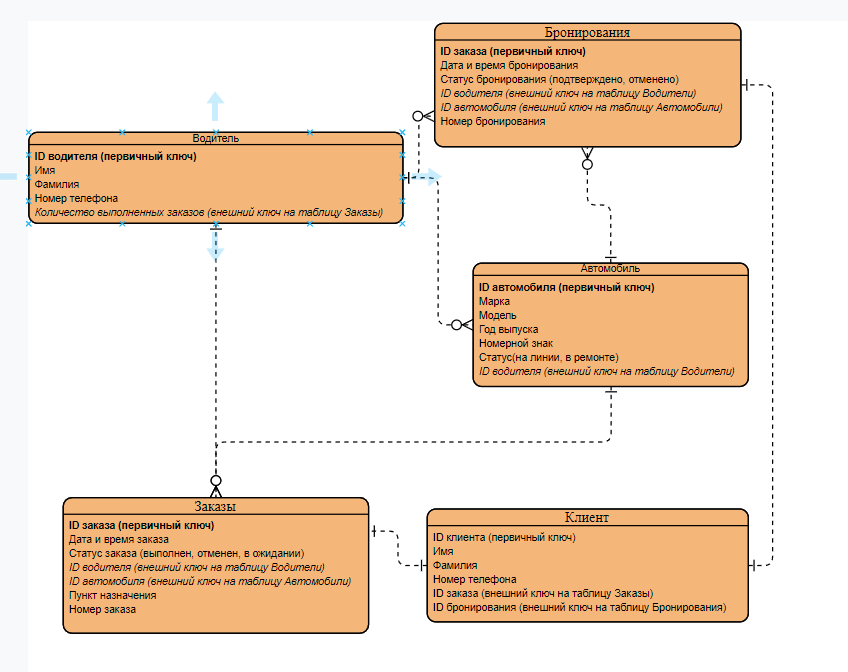 Бронирования
ID заказа (первичный ключ)
Дата и время бронирования
Статус бронирования (подтверждено, отменено)
ID водителя (внешний ключ на таблицу Водители)
ID автомобиля (внешний ключ на таблицу Автомобили)
Номер бронирования
Водитель
ID водителя (первичный ключ)
Имя
Фамилия
Номер телефона
Количество выполненных заказов (внешний ключ на таблицу Заказы)
Автомобиль
ID автомобиля (первичный ключ)
Марка
Модель
Год выпуска
Номерной знак
Статус(на линии, в ремонте)
ID водителя (внешний ключ на таблицу Водители)
Заказы
ID заказа (первичный ключ)
Дата и время заказа
Статус заказа (выполнен, отменен, в ожидании)
ID водителя (внешний ключ на таблицу Водители)
ID автомобиля (внешний ключ на таблицу Автомобили)
Пункт назначения
Номер заказа
Клиент
ID клиента (первичный ключ)
Имя
Фамилия
Номер телефона
ID заказа (внешний ключ на таблицу Заказы)
ID бронирования (внешний ключ на таблицу Бронирования)